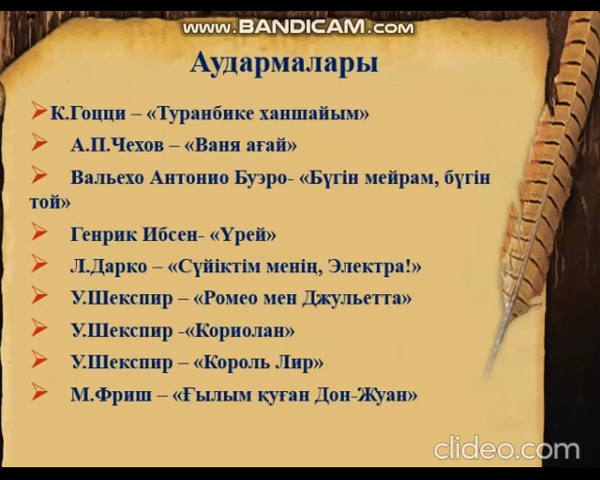 www.BANDICAM.com
Аудармалары
К.Гоцци – «Туранбике ханшайым»
А.П.Чехов – «Ваня ағай»
Вальехо Антонио Буэро- «Бүгін мейрам, бүгін
той»
Генрик Ибсен- «Үрей»
Л.Дарко – «Сүйіктім менің, Электра!»
У.Шекспир – «Ромео мен Джульетта»
У.Шекспир -«Кориолан»
У.Шекспир – «Король Лир»
М.Фриш – «Ғылым қуған Дон-Жуан»
clideo.com